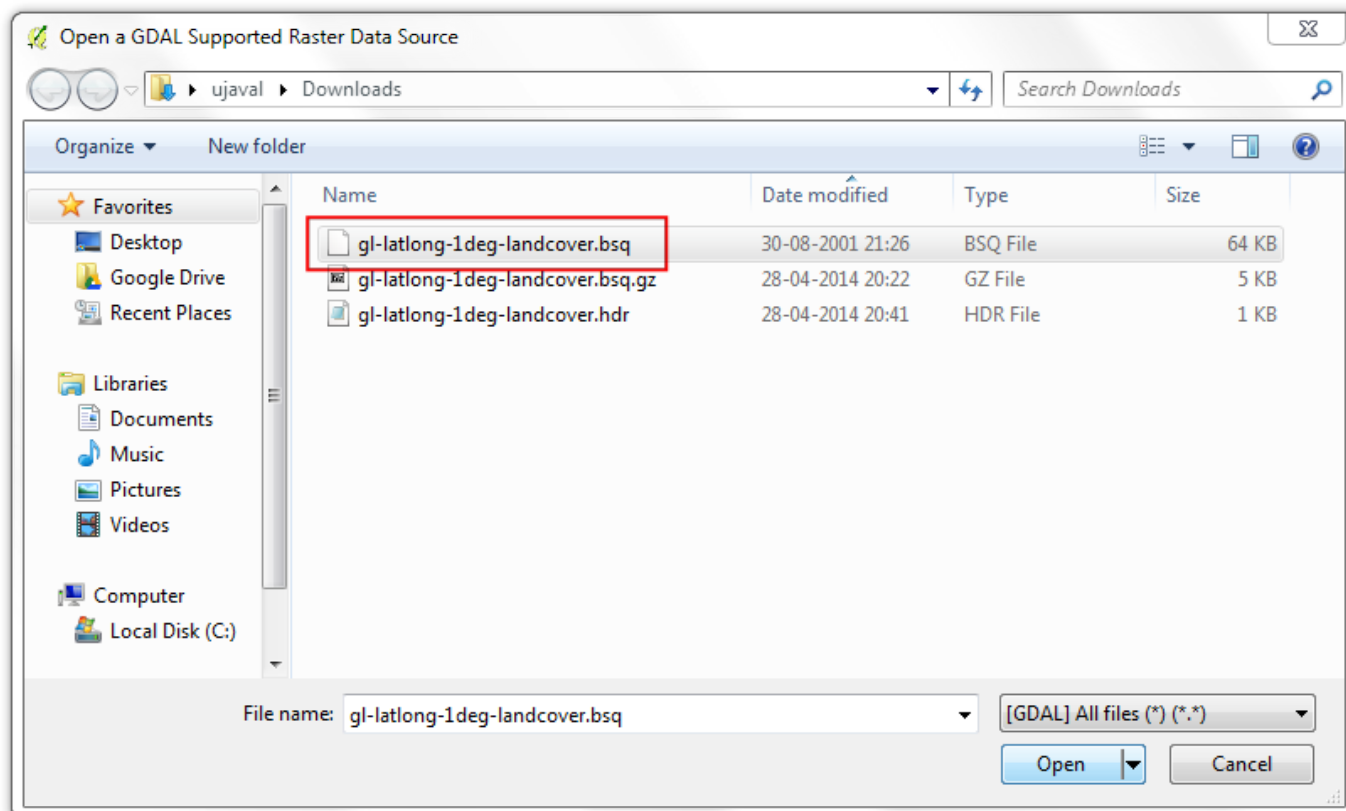 Open a GDAL Supported Raster Data Source
ujaval Downloads Search Downloads
Organize New folder
Name Date modified Type Size
Favorites
Desktop
Google Drive
Recent Places
Libraries
Documents
Music
Pictures
Videos
Computer
Local Disk (C:)
gl-latlong-1deg-landcover.bsq 30-08-2001 21:26 BSQ File 64 KB
gl-latlong-1deg-landcover.bsq.gz 28-04-2014 20:22 GZ File 5 KB
gl-latlong-1deg-landcover.hdr 28-04-2014 20:41 HDR File 1 KB
File name: gl-latlong-1deg-landcover.bsq [GDAL] All files (*) (*.*)
Open Cancel